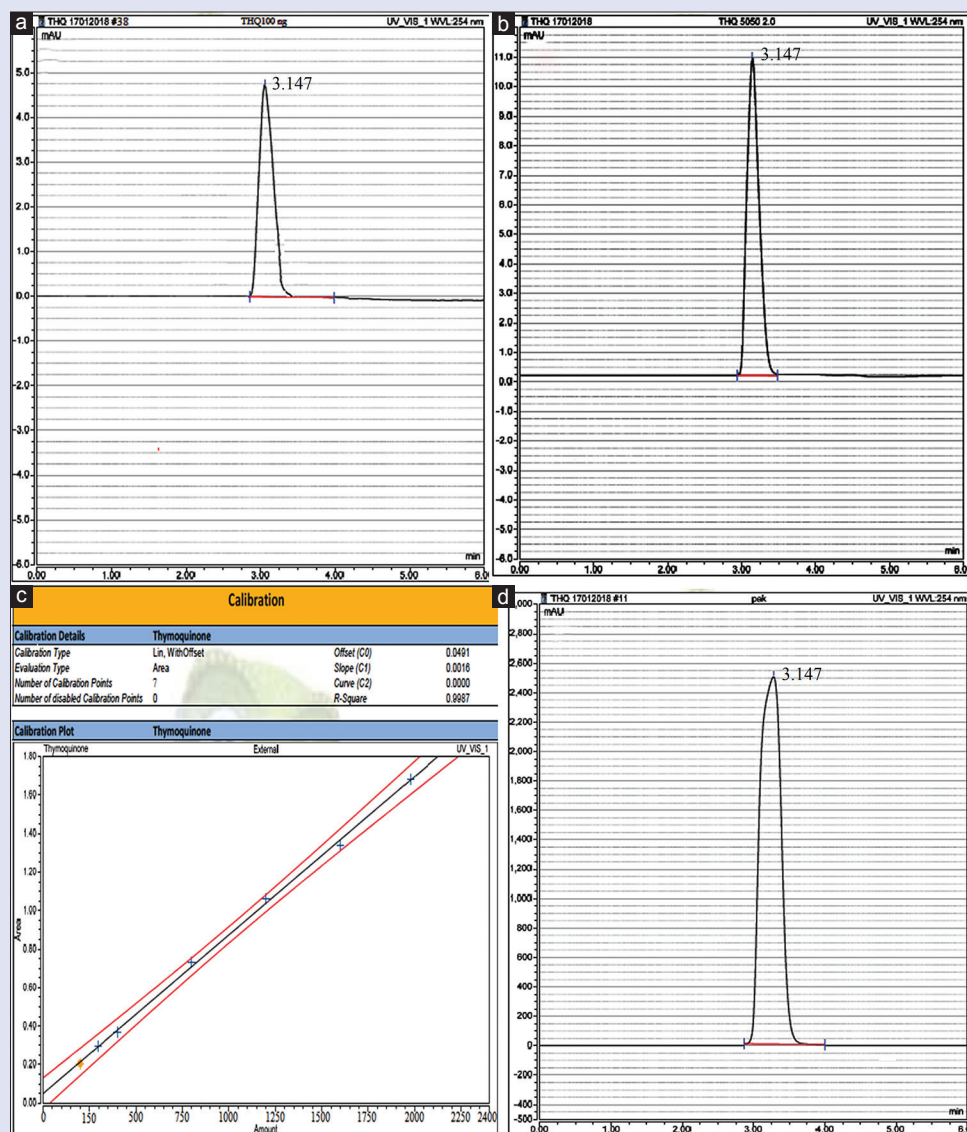 a
THQ 17012018 #38 THQ100 ng UV_VIS_1 WVL:254 nm
mAU
3.147
5.0
4.0
3.0
2.0
1.0
0.0
-1.0
-2.0
-3.0
-4.0
-5.0
-6.0
min
0.00 1.00 2.00 3.00 4.00 5.00 6.0
b
THQ 17012018 THQ 5050 2.0 UV_VIS_1 WVL:254 nm
mAU
3.147
11.0
10.0
9.0
8.0
7.0
6.0
5.0
4.0
3.0
2.0
1.0
0.0
-1.0
-2.0
-3.0
-4.0
-5.0
-6.0
min
0.00 1.00 2.00 3.00 4.00 5.00 6.0
c
Calibration
Calibration Details Thymoquinone
Calibration Type Lin, WithOffset Offset (C0) 0.0491
Evaluation Type Area Slope (C1) 0.0016
Number of Calibration Points 7 Curve (C2) 0.0000
Number of disabled Calibration Points 0 R-Square 0.9987
Calibration Plot Thymoquinone
Thymoquinone External UV_VIS_1
1.80
1.60
1.40
1.20
1.00
0.80
0.60
0.40
0.20
0.00
Area
0 150 500 750 1000 1250 1500 1750 2000 2250 2400
Amount
d
THQ 17012018 #11 pak UV_VIS_1 WVL:254 nm
3,000
mAU
3.147
2,600
2,400
2,200
2,000
1,800
1,600
1,400
1,200
1,000
800
600
400
200
0
-200
-400
-500
min
0.00 1.00 2.00 3.00 4.00 5.00 6.0